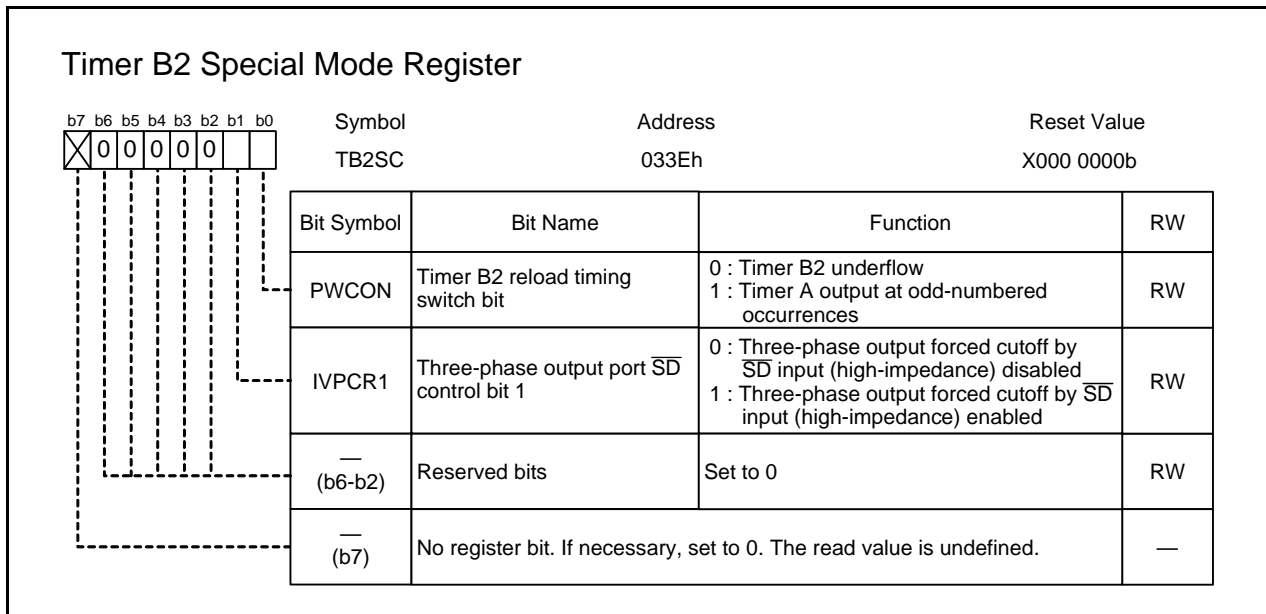 Timer B2 Special Mode Register
b7 b6 b5 b4 b3 b2 b1 b0
0 0 0 0 0
Symbol Address Reset Value
TB2SC 033Eh X000 0000b
Bit Symbol Bit Name Function RW
PWCON
Timer B2 reload timing
switch bit
0 : Timer B2 underflow
1 : Timer A output at odd-numbered
occurrences
RW
IVPCR1
Three-phase output port S̅D̅
control bit 1
0 : Three-phase output forced cutoff by
S̅D̅ input (high-impedance) disabled
1 : Three-phase output forced cutoff by S̅D̅
input (high-impedance) enabled
RW
—
(b6-b2)
Reserved bits
Set to 0
RW
—
(b7)
No register bit. If necessary, set to 0. The read value is undefined.
—